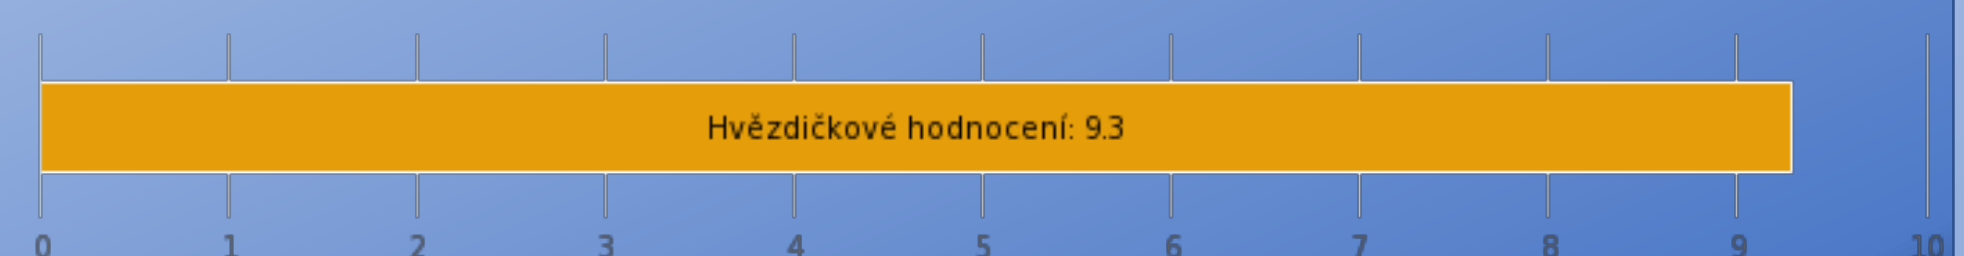 Hvězdičkové hodnocení: 9.3
0 1 2 3 4 5 6 7 8 9 10